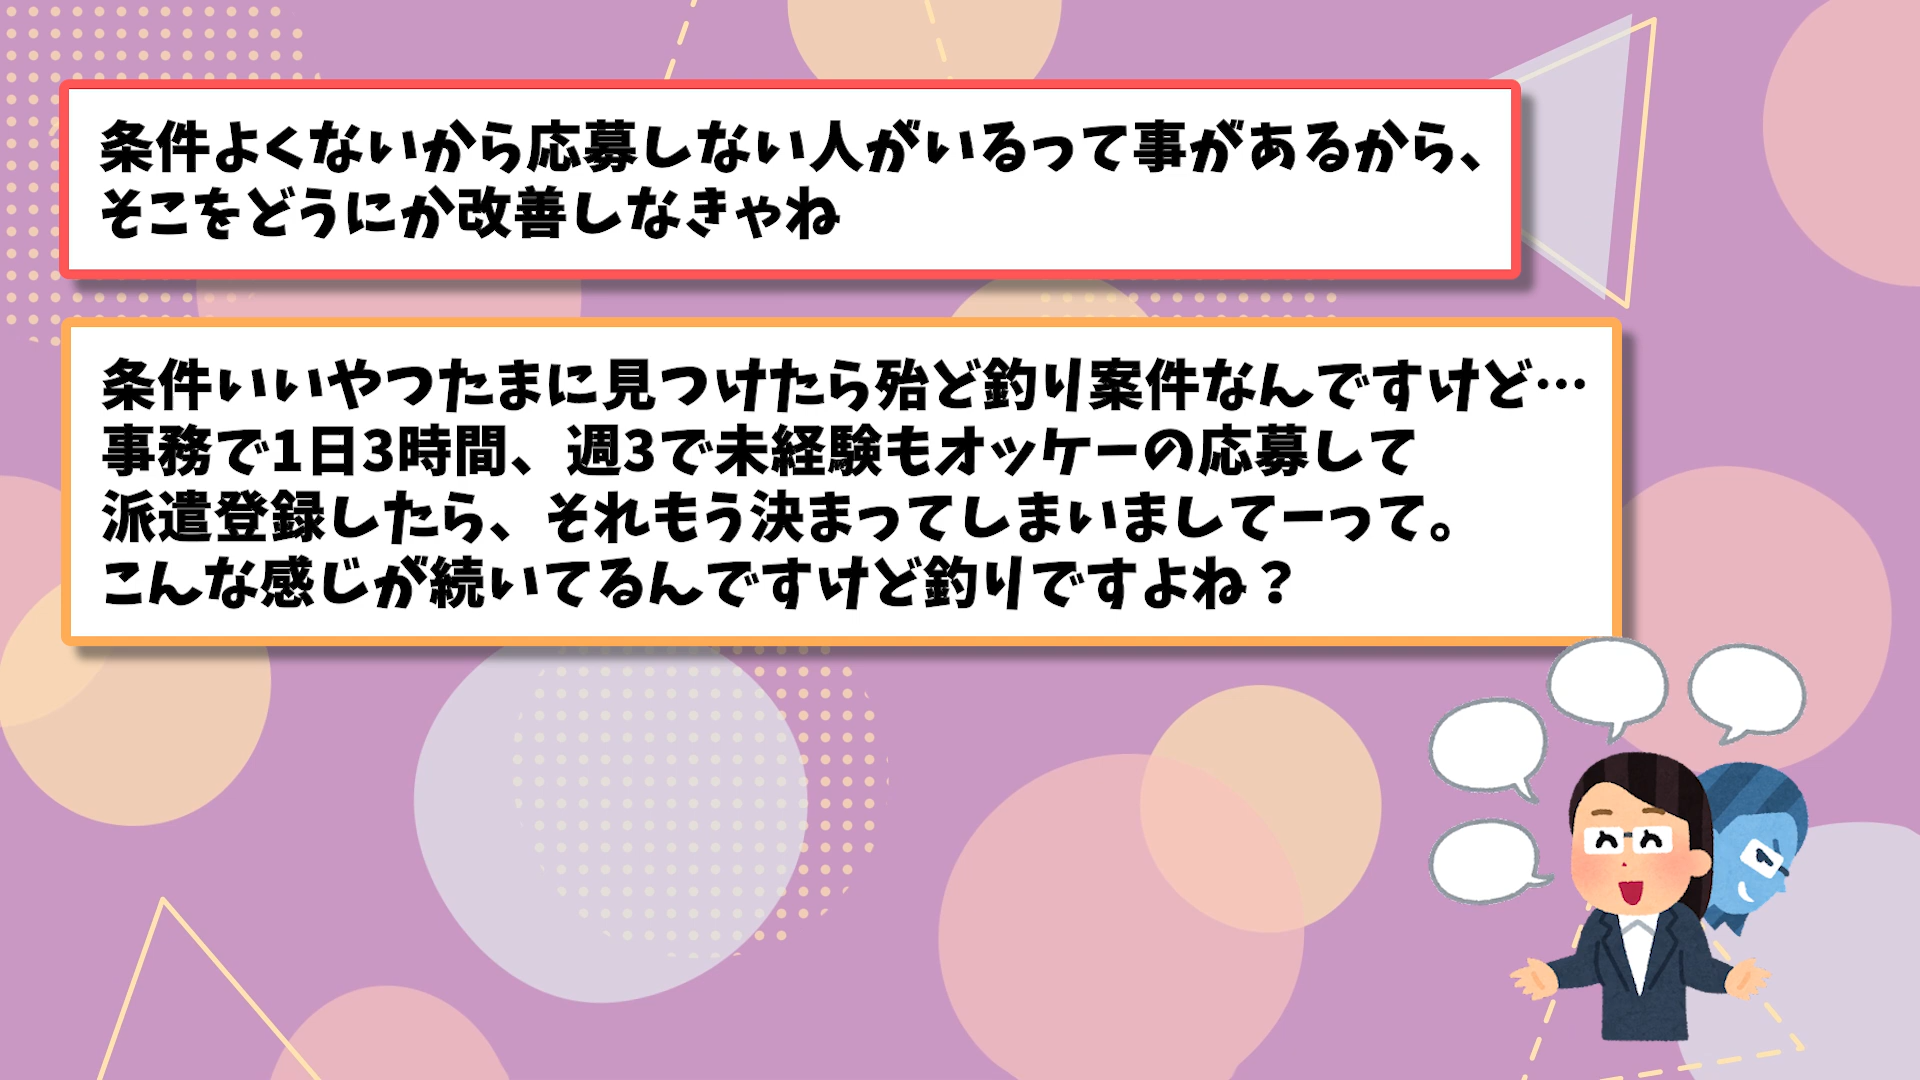 条件よくないから応募しない人がいるって事があるから、
そこをどうにか改善しなきゃね
条件いいやつたまに見つけたら殆ど釣り案件なんですけど…
事務で1日3時間、週3で未経験もオッケーの応募して
派遣登録したら、それもう決まってしまいましてーって。
こんな感じが続いてるんですけど釣りですよね？